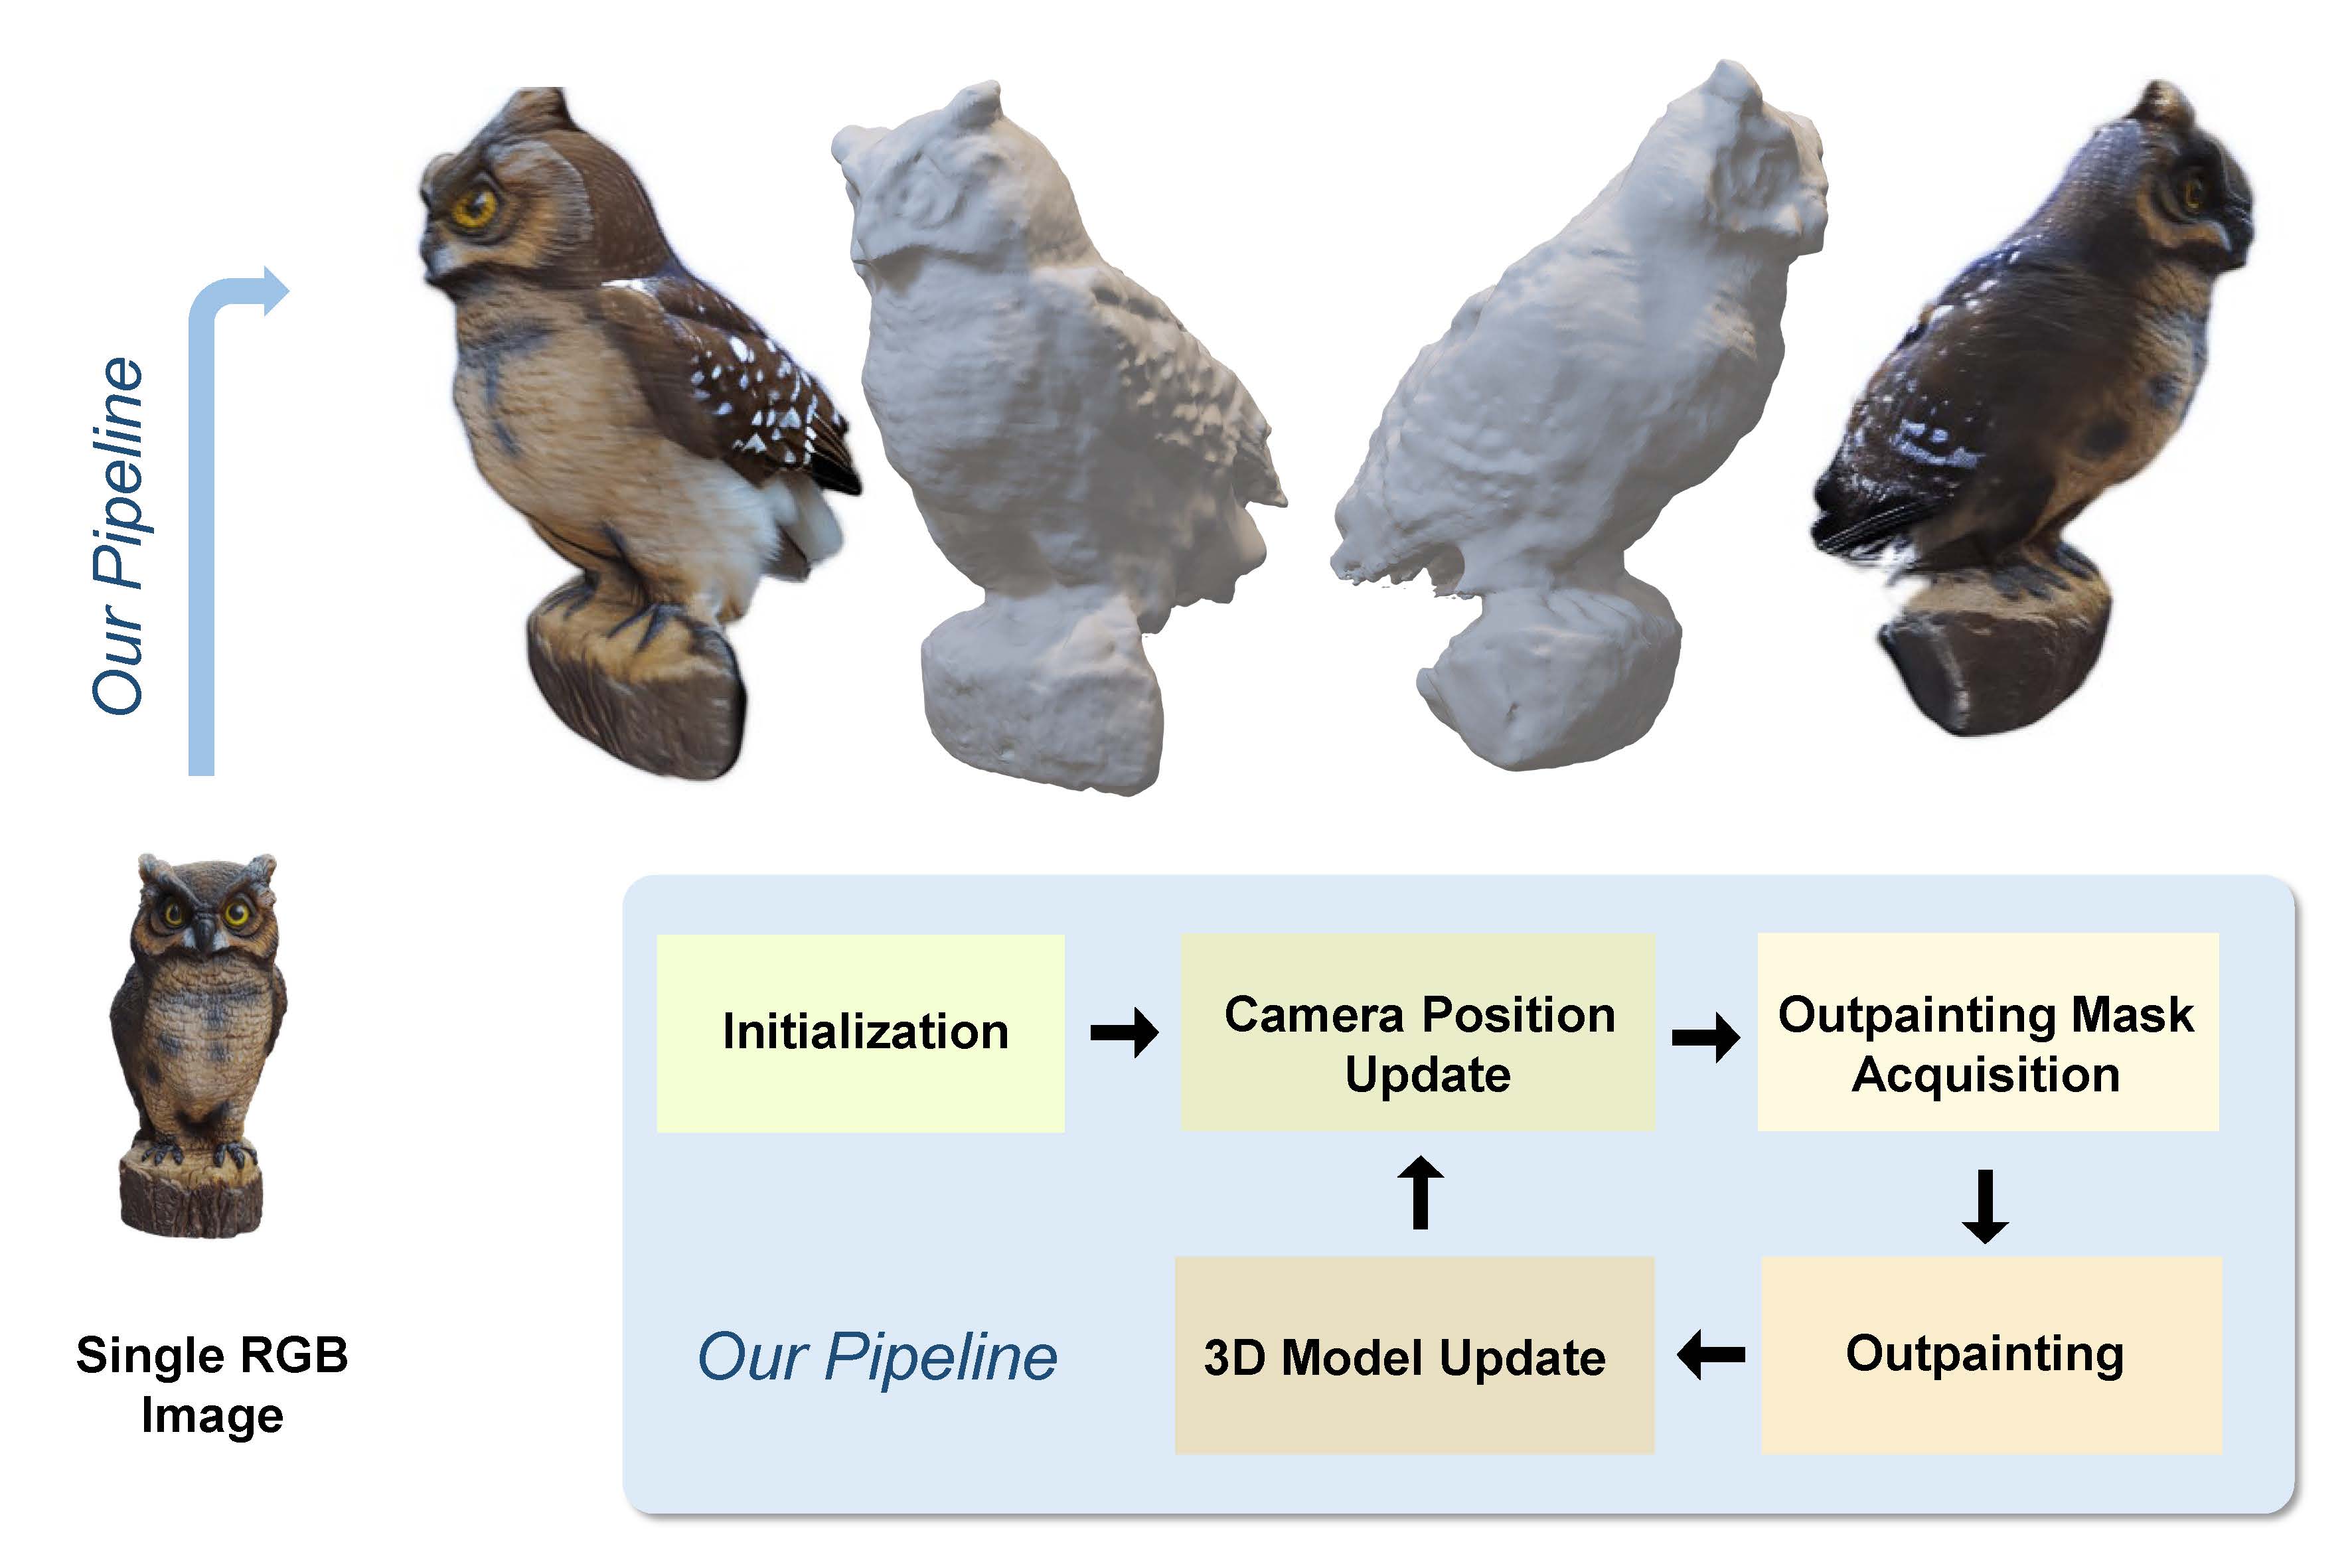 Our Pipeline
Single RGB
Image
Initialization
Camera Position
Update
Outpainting Mask
Acquisition
Our Pipeline
3D Model Update
Outpainting